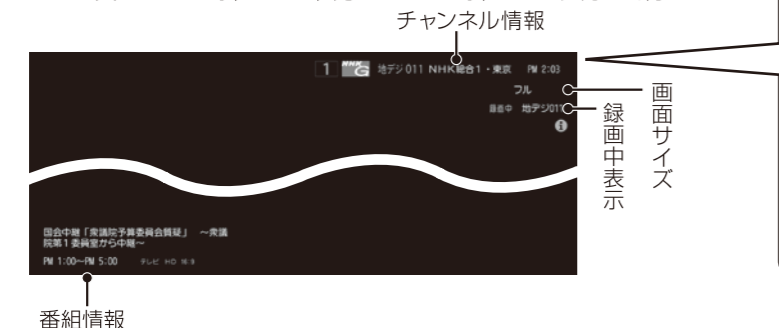 チャンネル情報
1 NHK G 地デジ 011 NHK総合1・東京 PM 2:03
フル
録画中 地デジ011
画面サイズ
録画中表示
国会中継「衆議院予算委員会質疑」 ～衆議
院第1委員室から中継～
PM 1:00～PM 5:00 テレビ HD 16:9
番組情報